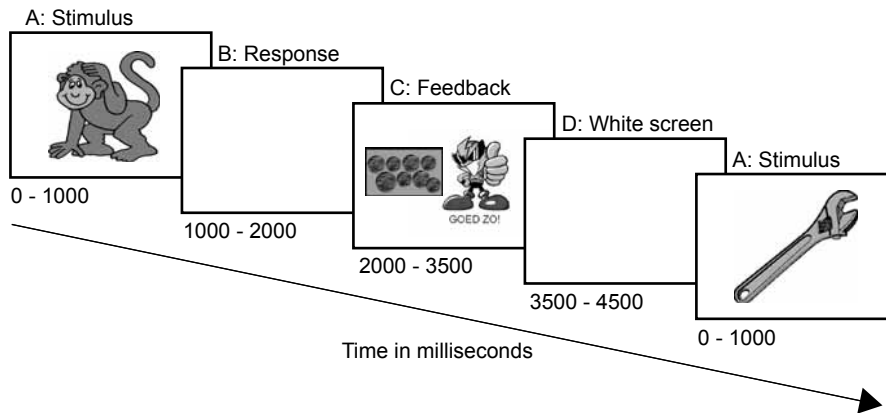 A: Stimulus
0 - 1000
B: Response
1000 - 2000
C: Feedback
GOED ZO!
2000 - 3500
D: White screen
3500 - 4500
A: Stimulus
0 - 1000
Time in milliseconds